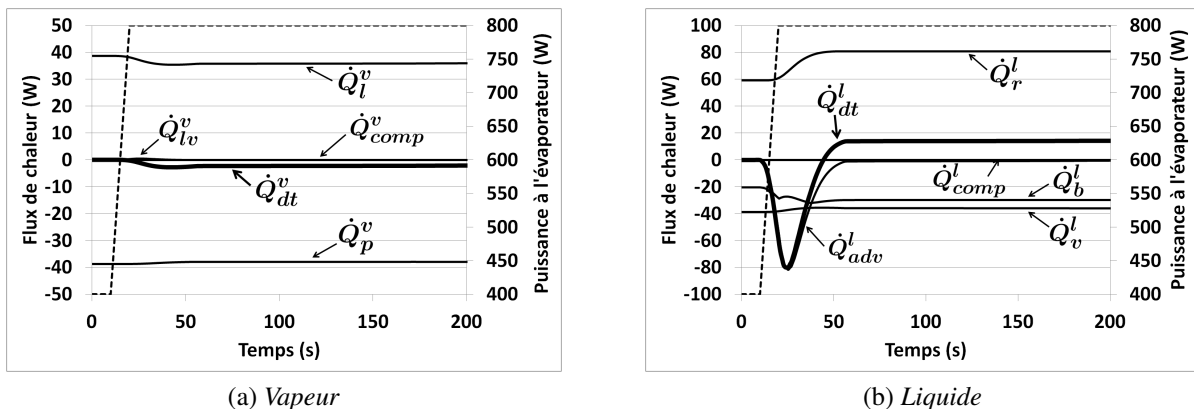 50
40
30
20
10
0
-10
-20
-30
-40
-50
Flux de chaleur (W)
800
750
700
650
600
550
500
450
400
Puissance à l'évaporateur (W)
0 50 100 150 200
Temps (s)
Q̇ₗᵛ
Q̇ₗᵥᵛ
Q̇_comp^v
Q̇_dt^v
Q̇_p^v
(a) Vapeur
100
80
60
40
20
0
-20
-40
-60
-80
-100
Flux de chaleur (W)
800
750
700
650
600
550
500
450
400
Puissance à l'évaporateur (W)
0 50 100 150 200
Temps (s)
Q̇_r^l
Q̇_dt^l
Q̇_comp^l
Q̇_b^l
Q̇_v^l
Q̇_adv^l
(b) Liquide